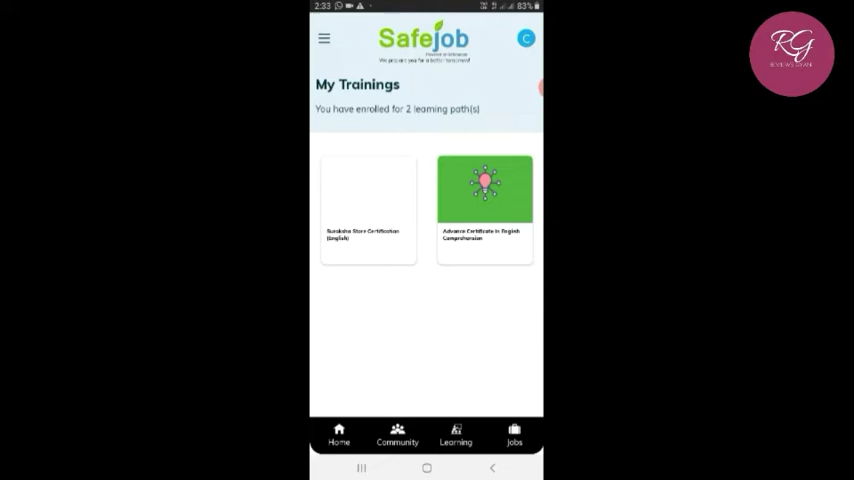 2:33
83%
Safejob
We prepare you for a better tomorrow!
C
RG
My Trainings
You have enrolled for 2 learning path(s)
Suraksha Store Certification
(English)
Advance Certificate in English
Comprehension
Home
Community
Learning
Jobs